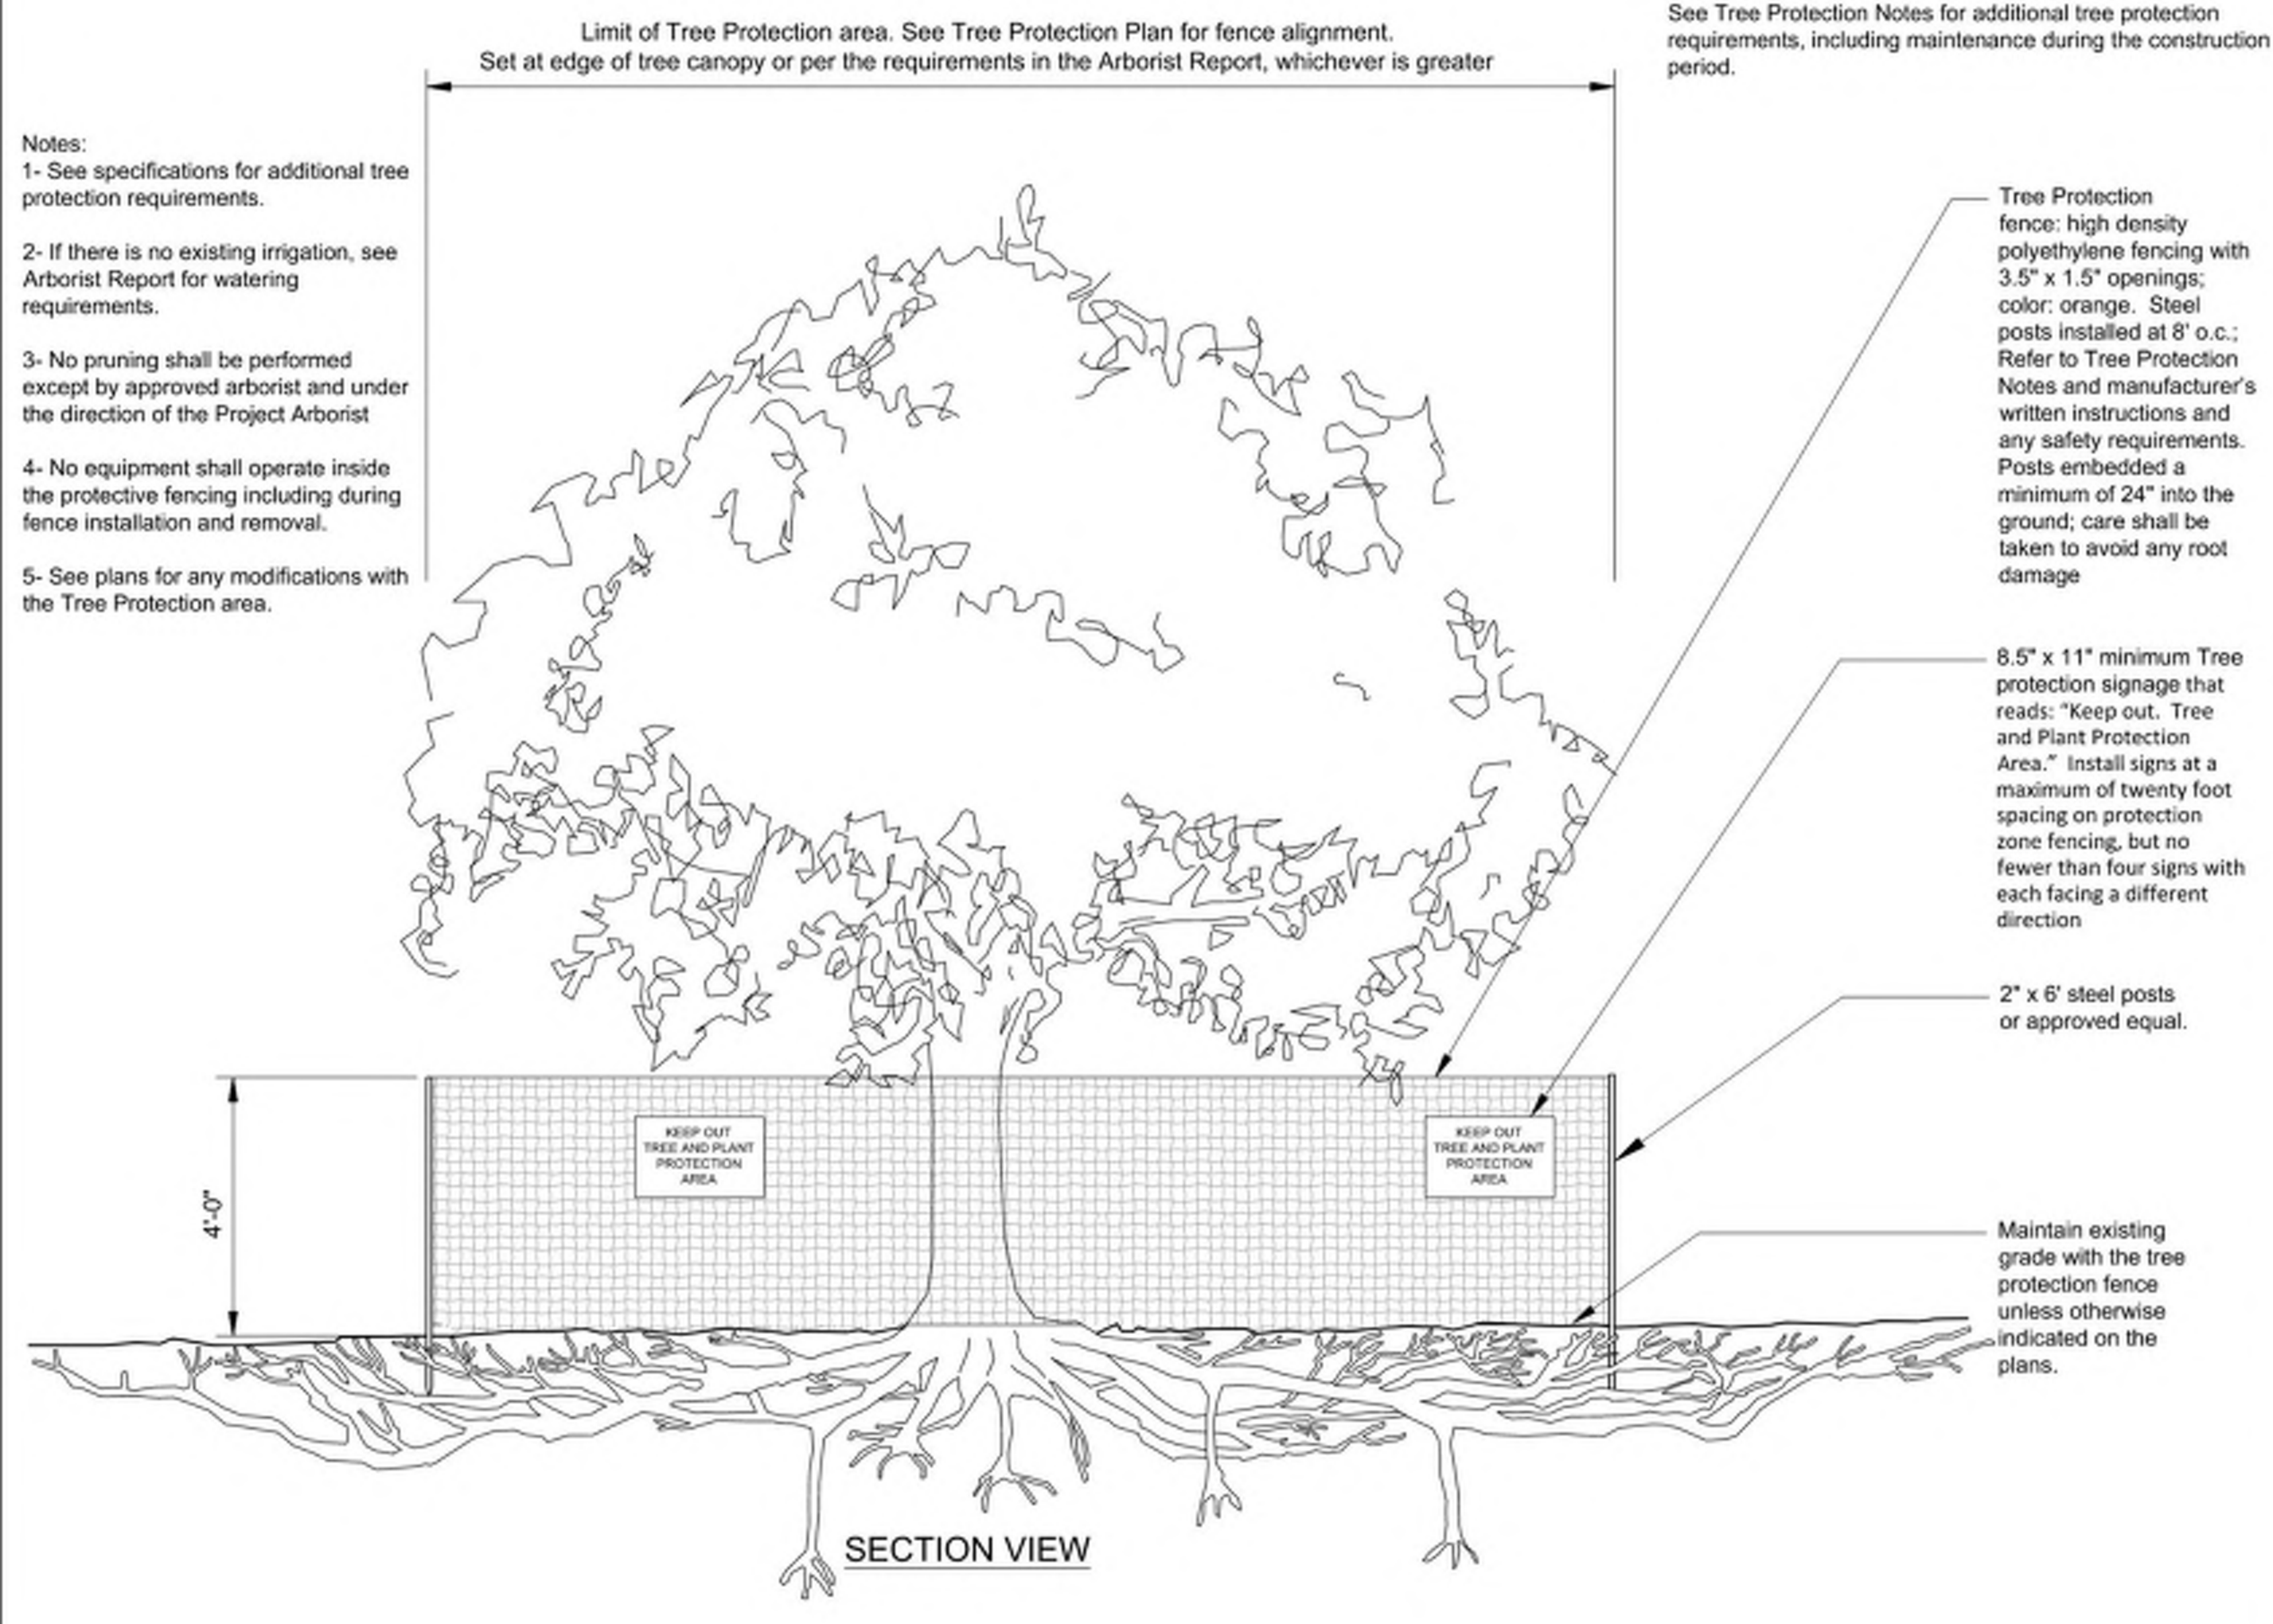 Limit of Tree Protection area. See Tree Protection Plan for fence alignment.
Set at edge of tree canopy or per the requirements in the Arborist Report, whichever is greater
See Tree Protection Notes for additional tree protection
requirements, including maintenance during the construction
period.
Notes:
1- See specifications for additional tree
protection requirements.
2- If there is no existing irrigation, see
Arborist Report for watering
requirements.
3- No pruning shall be performed
except by approved arborist and under
the direction of the Project Arborist
4- No equipment shall operate inside
the protective fencing including during
fence installation and removal.
5- See plans for any modifications with
the Tree Protection area.
Tree Protection
fence: high density
polyethylene fencing with
3.5" x 1.5" openings;
color: orange. Steel
posts installed at 8' o.c.;
Refer to Tree Protection
Notes and manufacturer's
written instructions and
any safety requirements.
Posts embedded a
minimum of 24" into the
ground; care shall be
taken to avoid any root
damage
8.5" x 11" minimum Tree
protection signage that
reads: “Keep out. Tree
and Plant Protection
Area.” Install signs at a
maximum of twenty foot
spacing on protection
zone fencing, but no
fewer than four signs with
each facing a different
direction
2" x 6' steel posts
or approved equal.
KEEP OUT
TREE AND PLANT
PROTECTION
AREA
KEEP OUT
TREE AND PLANT
PROTECTION
AREA
4'-0"
Maintain existing
grade with the tree
protection fence
unless otherwise
indicated on the
plans.
SECTION VIEW